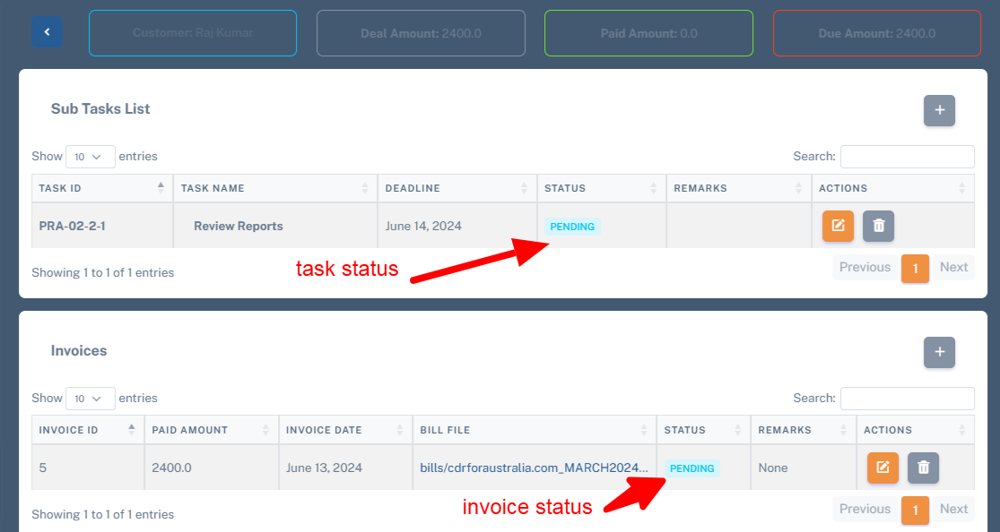 Customer: Raj Kumar Deal Amount: 2400.0 Paid Amount: 0.0 Due Amount: 2400.0
Sub Tasks List
+
Show 10 entries Search:
TASK ID TASK NAME DEADLINE STATUS REMARKS ACTIONS
PRA-02-2-1 Review Reports June 14, 2024 PENDING
task status
Showing 1 to 1 of 1 entries Previous 1 Next
Invoices
+
Show 10 entries Search:
INVOICE ID PAID AMOUNT INVOICE DATE BILL FILE STATUS REMARKS ACTIONS
5 2400.0 June 13, 2024 bills/cdrforaustralia.com_MARCH2024... PENDING None
invoice status
Showing 1 to 1 of 1 entries Previous 1 Next